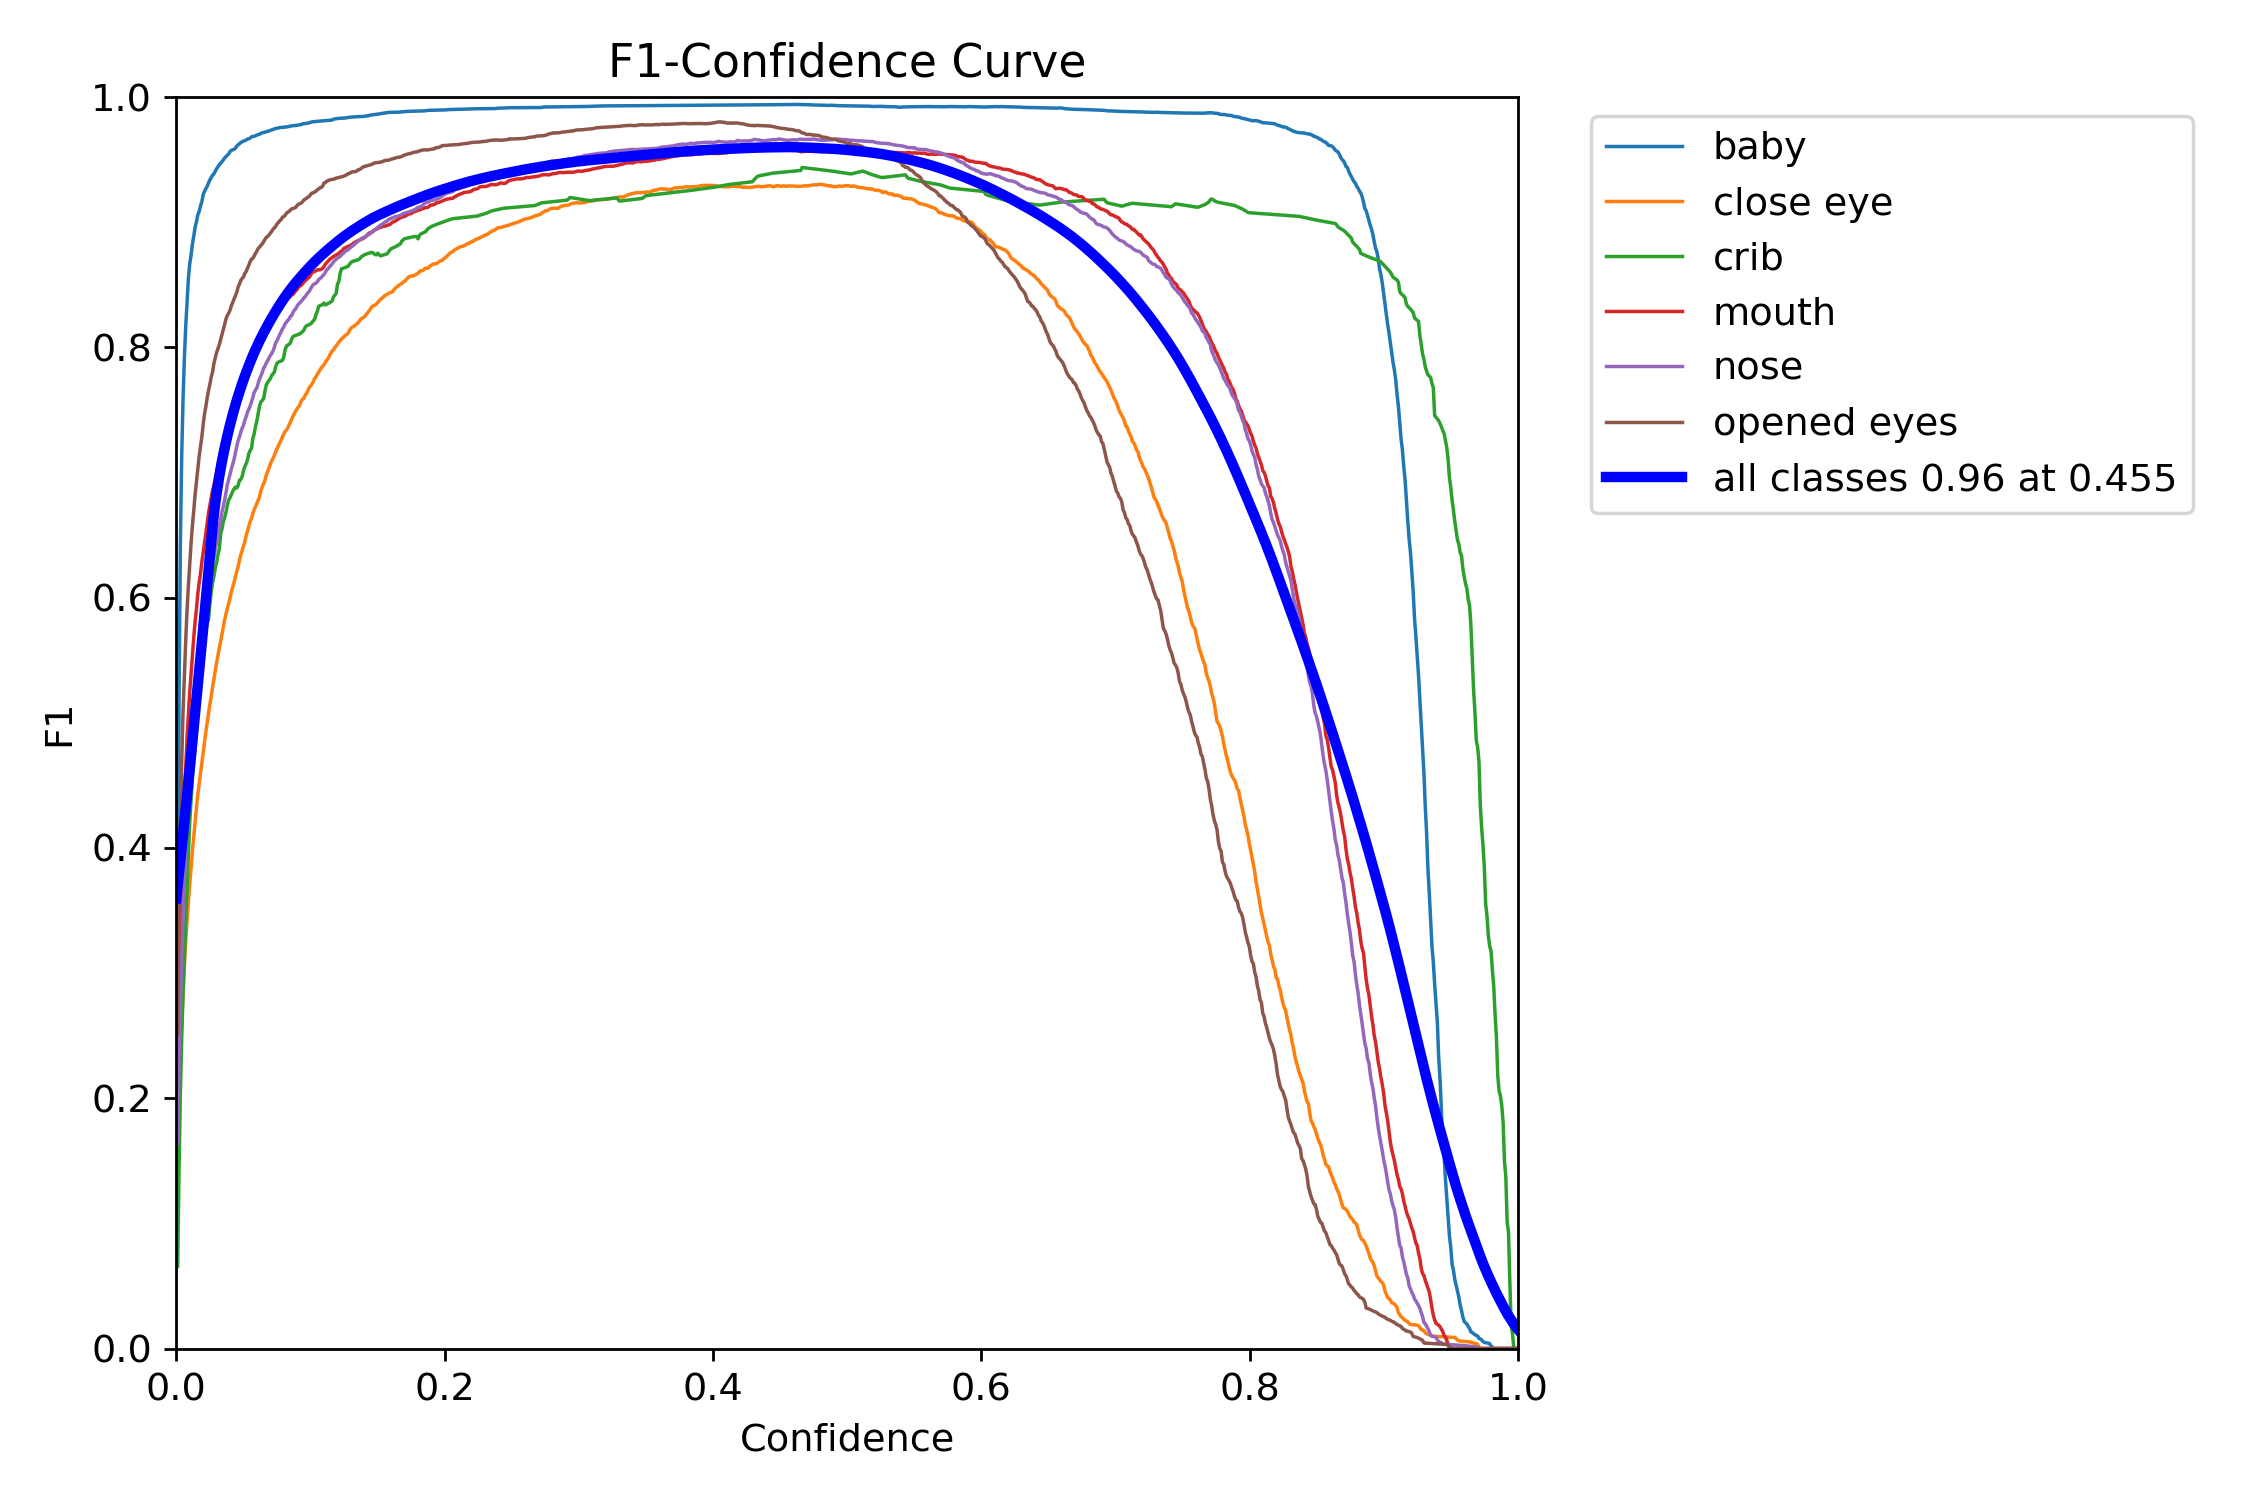 F1-Confidence Curve
1.0
0.8
0.6
0.4
0.2
0.0
F1
0.0 0.2 0.4 0.6 0.8 1.0
Confidence
baby
close eye
crib
mouth
nose
opened eyes
all classes 0.96 at 0.455